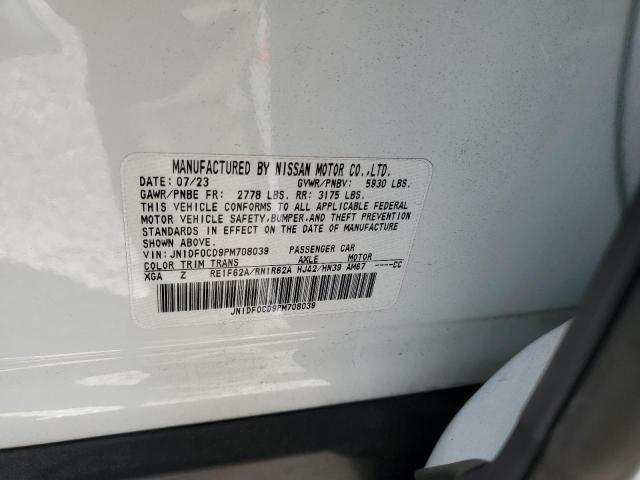 MANUFACTURED BY NISSAN MOTOR CO.,LTD.
DATE: 07/23 GVWR/PNBV: 5930 LBS.
GAWR/PNBE FR: 2778 LBS. RR: 3175 LBS.
THIS VEHICLE CONFORMS TO ALL APPLICABLE FEDERAL
MOTOR VEHICLE SAFETY,BUMPER,AND THEFT PREVENTION
STANDARDS IN EFFECT ON THE DATE OF MANUFACTURE
SHOWN ABOVE.
VIN: JN1DF0CD9PM708039 PASSENGER CAR
COLOR TRIM TRANS AXLE MOTOR
XGA Z RE1F62A/RN1R62A HJ42/HN39 AM67 ----CC
JN1DF0CD9PM708039